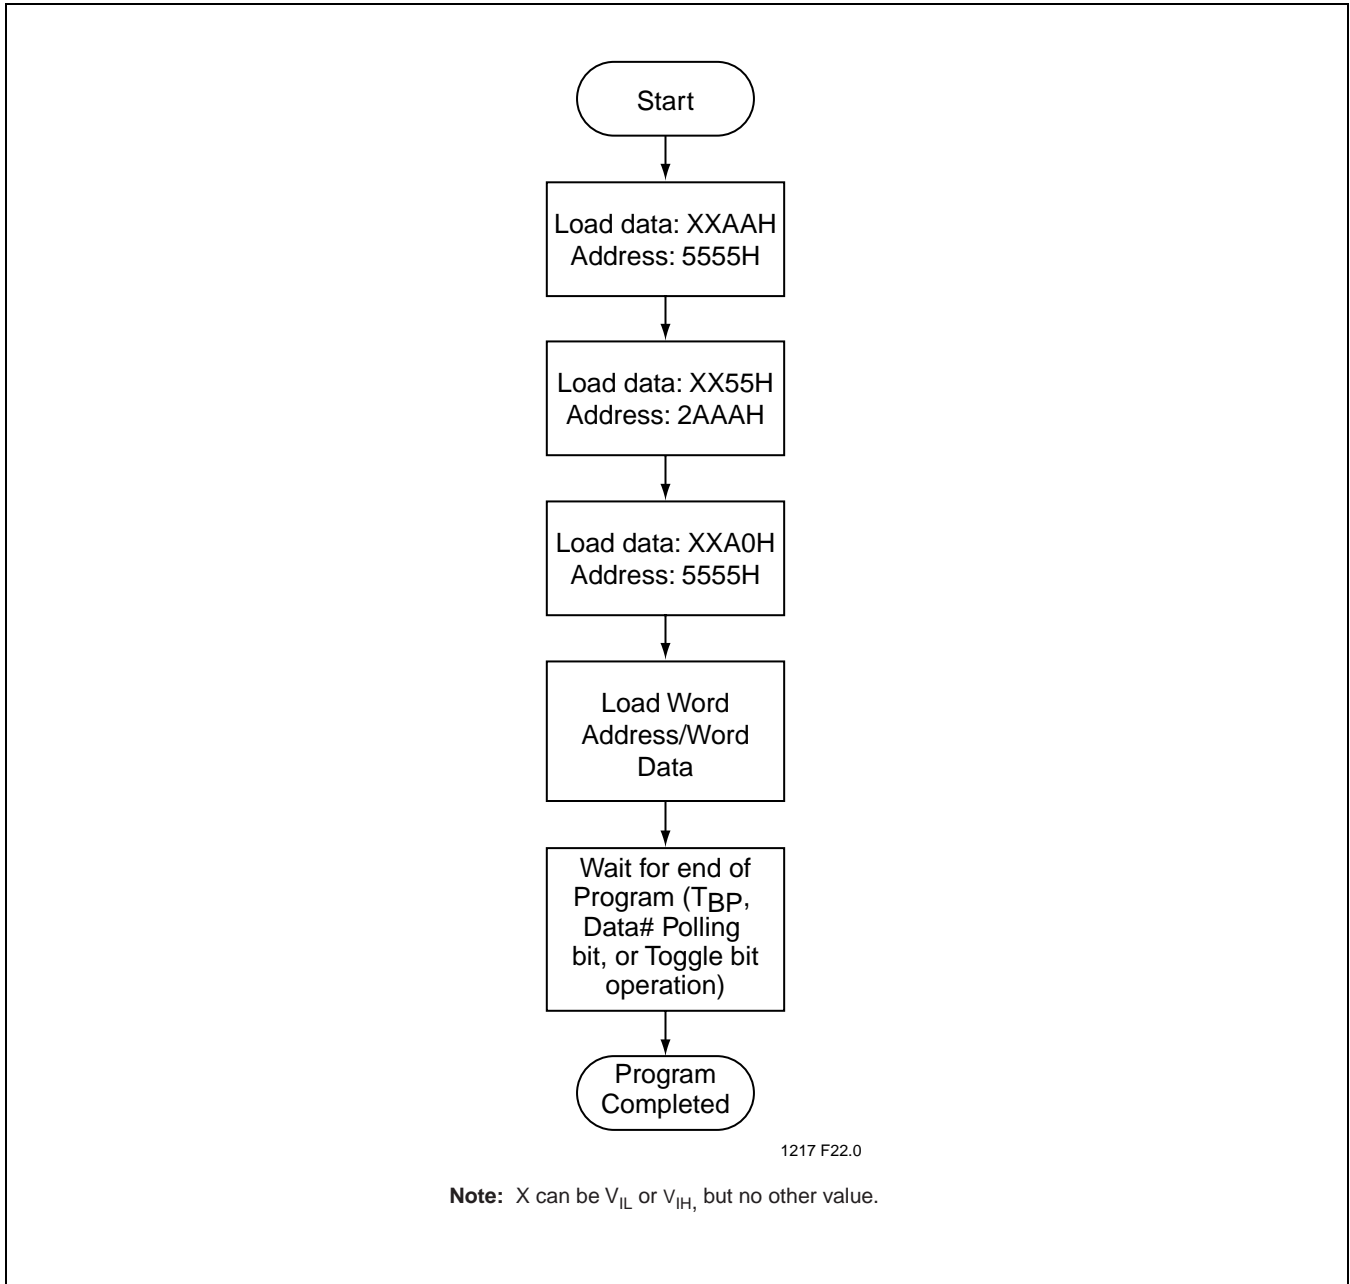 Start
Load data: XXAAH
Address: 5555H
Load data: XX55H
Address: 2AAAH
Load data: XXA0H
Address: 5555H
Load Word
Address/Word
Data
Wait for end of
Program (TBP,
Data# Polling
bit, or Toggle bit
operation)
Program
Completed
1217 F22.0
Note: X can be VIL or VIH, but no other value.